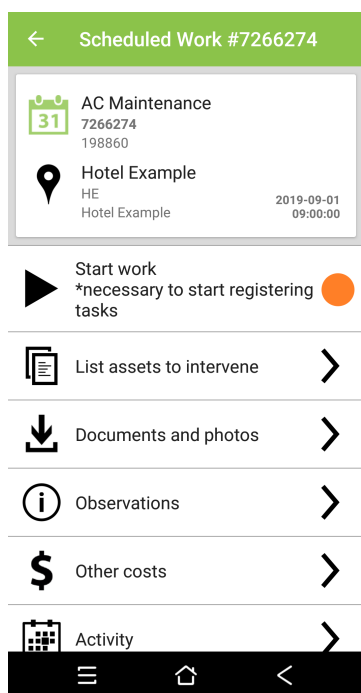 Scheduled Work #7266274
31
AC Maintenance
7266274
198860
Hotel Example
HE
Hotel Example
2019-09-01
09:00:00
Start work
*necessary to start registering
tasks
List assets to intervene
Documents and photos
i
Observations
$
Other costs
Activity